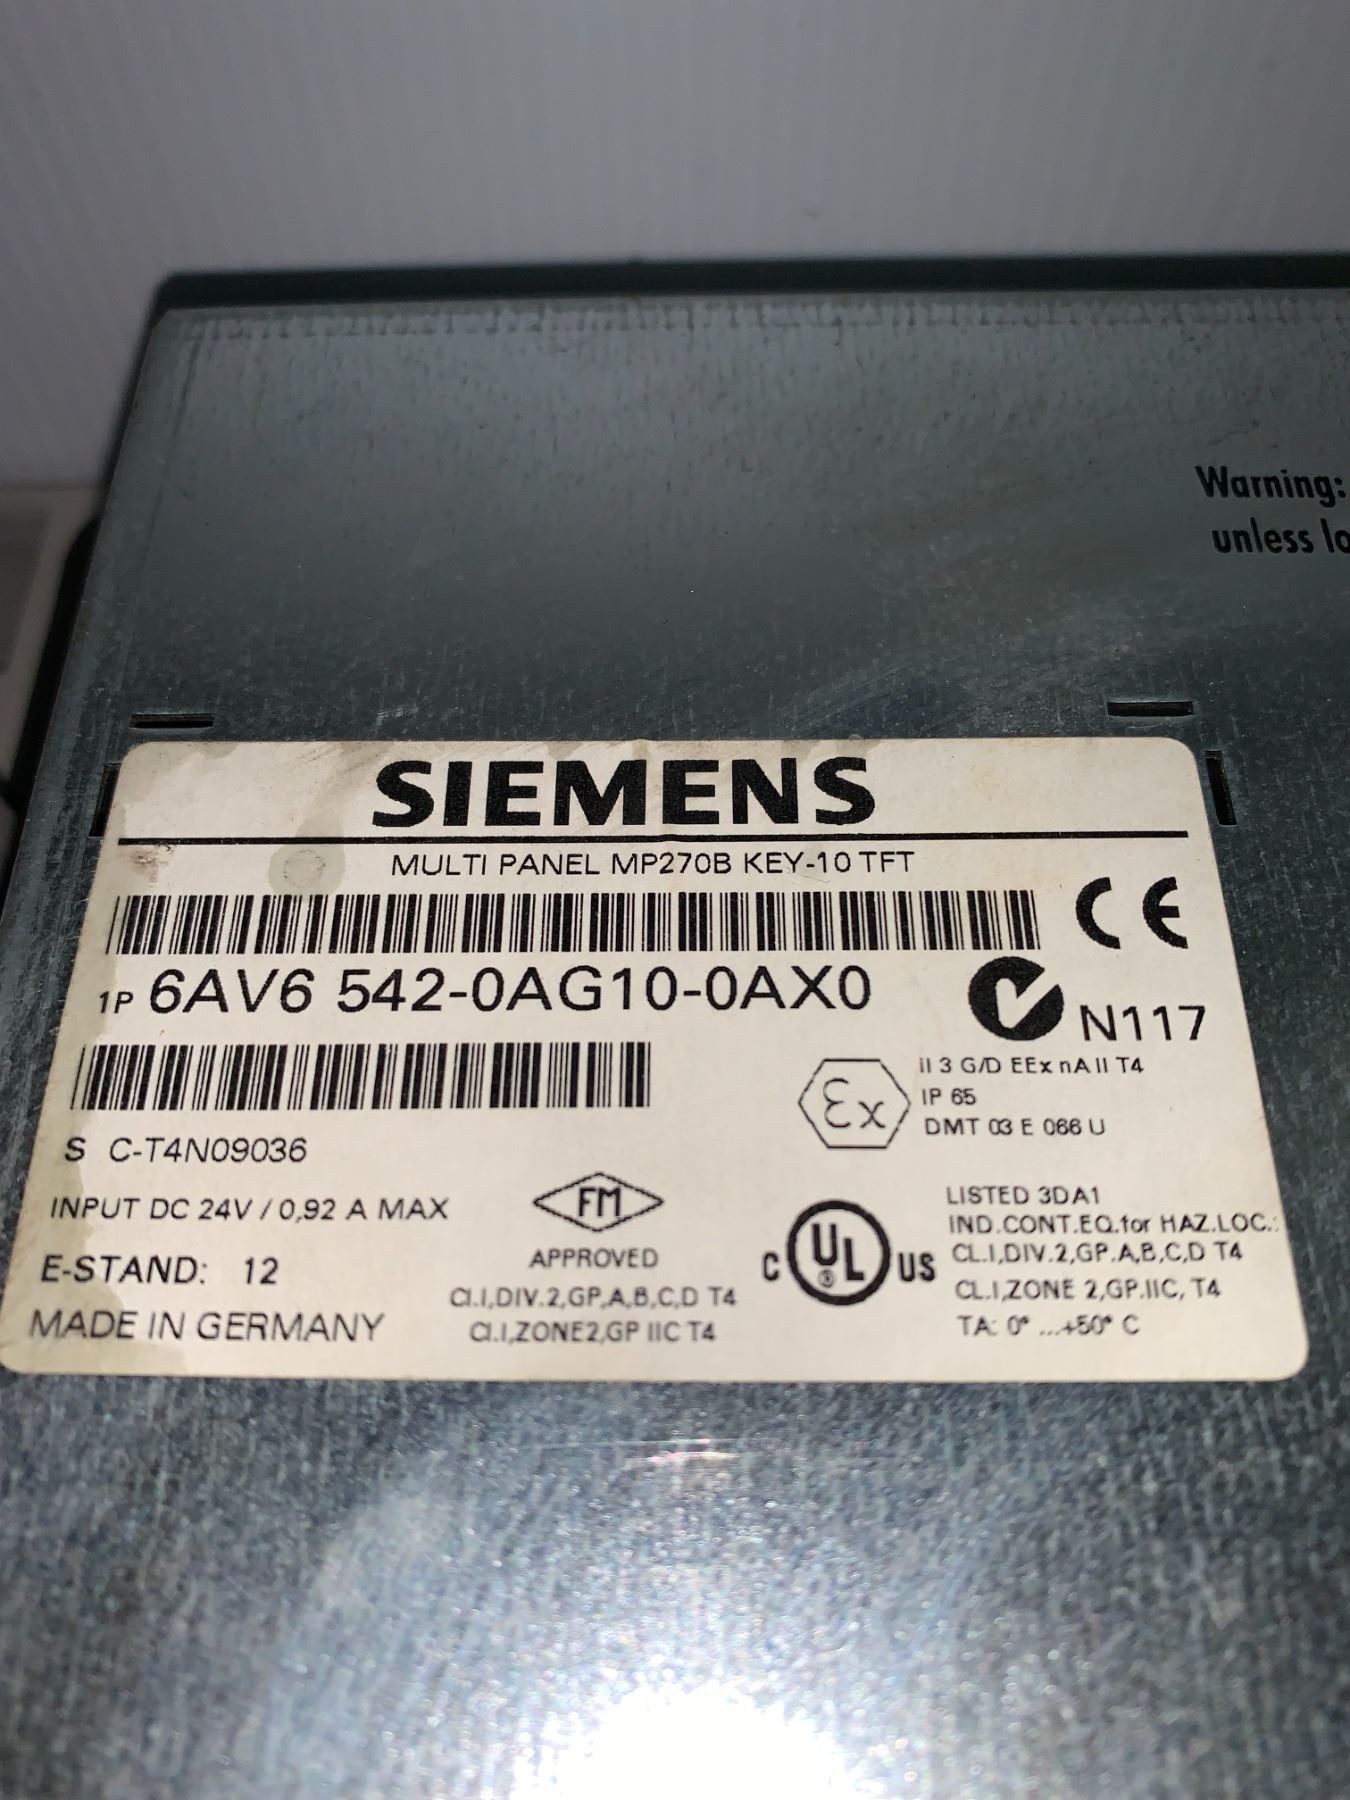 Warning:
unless lo
SIEMENS
MULTI PANEL MP270B KEY-10 TFT
CE
1P 6AV6 542-0AG10-0AX0
N117
S C-T4N09036
Ex
II 3 G/D EEx nA II T4
IP 65
DMT 03 E 066 U
INPUT DC 24V / 0,92 A MAX
E-STAND: 12
MADE IN GERMANY
FM
APPROVED
Cl.I,DIV.2,GP,A,B,C,D T4
Cl.I,ZONE2,GP IIC T4
C UL ® US
LISTED 3DA1
IND.CONT.EQ.for HAZ.LOC.:
CL.I,DIV.2,GP.A,B,C,D T4
CL.I,ZONE 2,GP.IIC, T4
TA: 0° ...+50° C